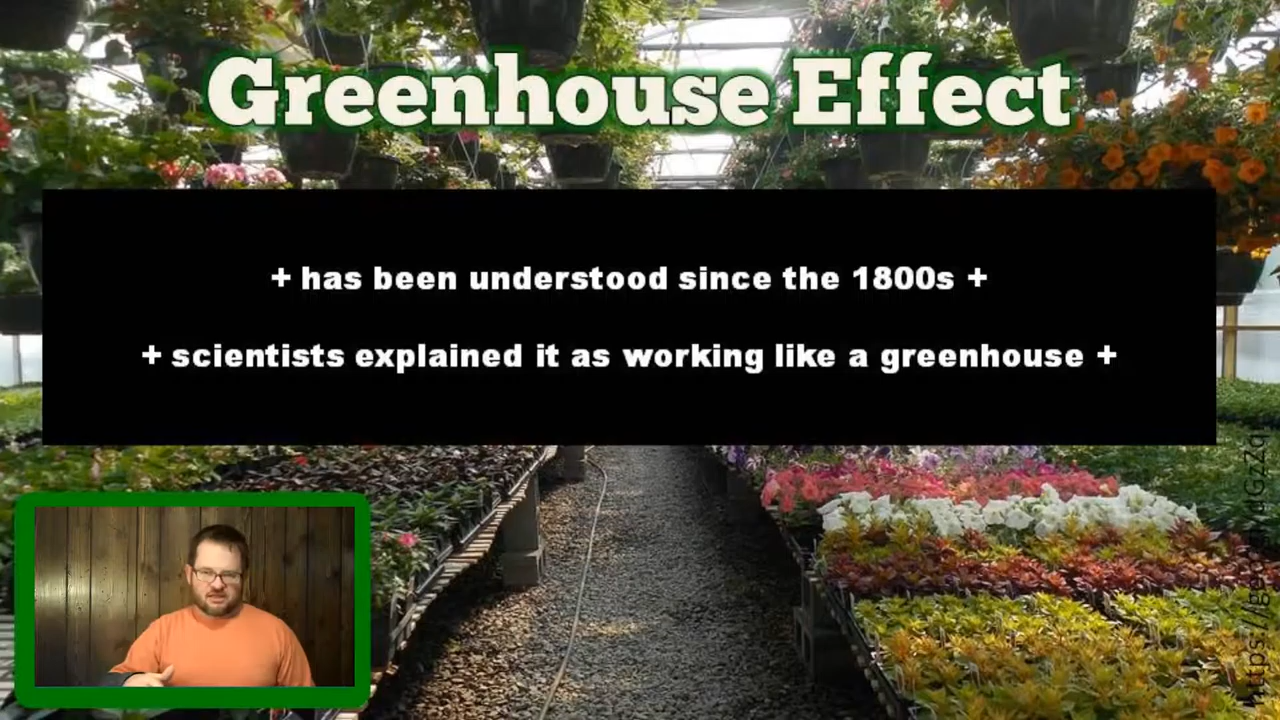 Greenhouse Effect
+ has been understood since the 1800s +
+ scientists explained it as working like a greenhouse +